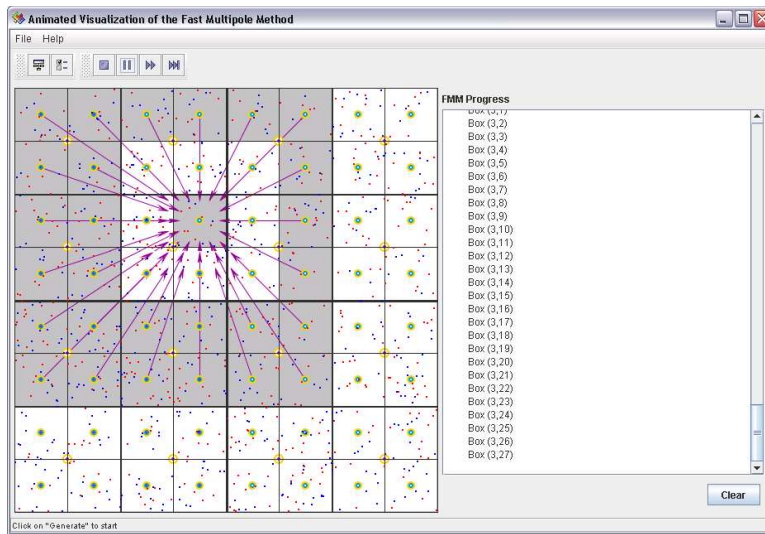 Animated Visualization of the Fast Multipole Method
File Help
FMM Progress
Box (3,1)
Box (3,2)
Box (3,3)
Box (3,4)
Box (3,5)
Box (3,6)
Box (3,7)
Box (3,8)
Box (3,9)
Box (3,10)
Box (3,11)
Box (3,12)
Box (3,13)
Box (3,14)
Box (3,15)
Box (3,16)
Box (3,17)
Box (3,18)
Box (3,19)
Box (3,20)
Box (3,21)
Box (3,22)
Box (3,23)
Box (3,24)
Box (3,25)
Box (3,26)
Box (3,27)
Clear
Click on "Generate" to start